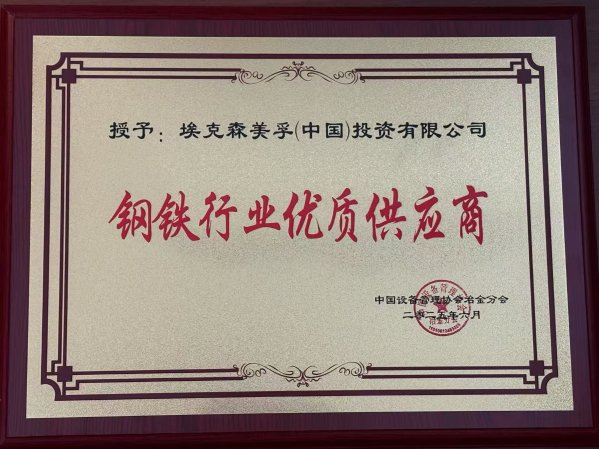 授予：埃克森美孚(中国)投资有限公司
钢铁行业优质供应商
中国设备管理协会冶金分会
二〇二五年六月